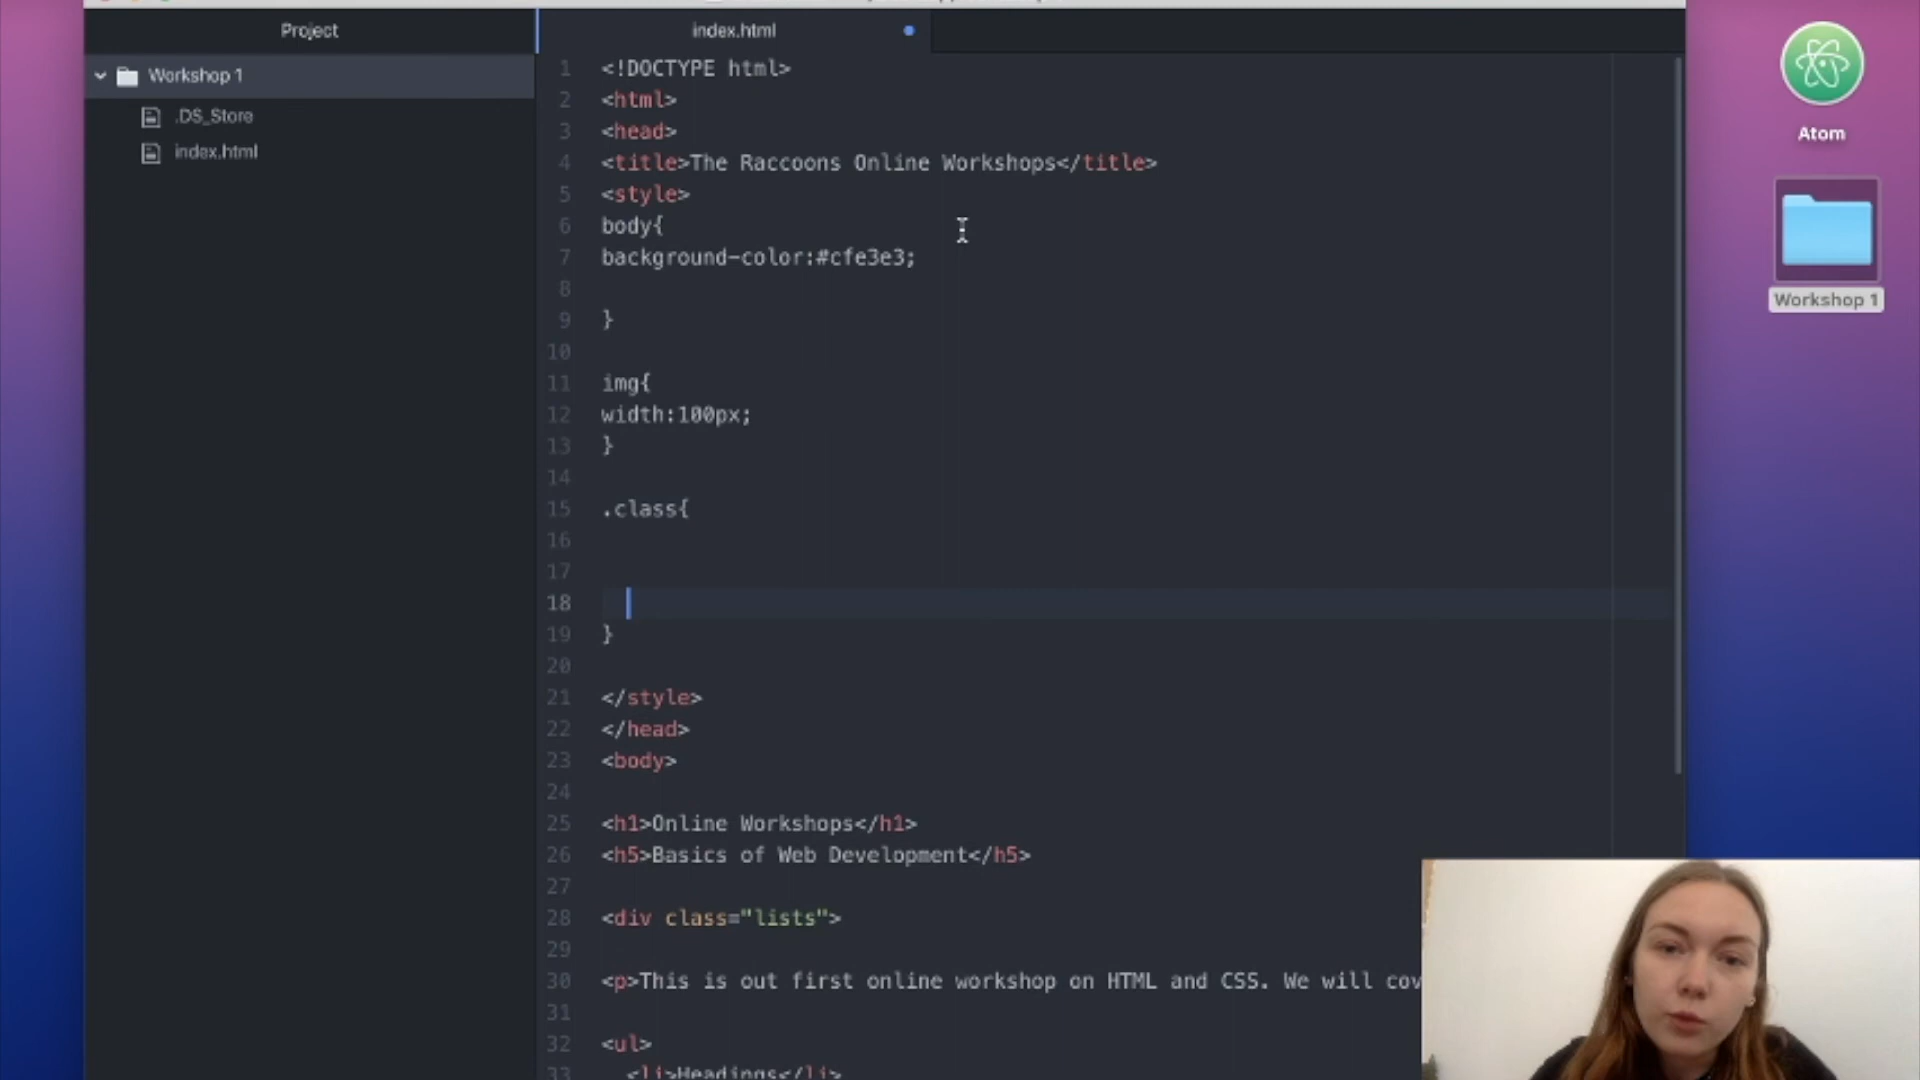 Project
index.html
Workshop 1
.DS_Store
index.html
1 <!DOCTYPE html>
2 <html>
3 <head>
4 <title>The Raccoons Online Workshops</title>
5 <style>
6 body{
7 background-color:#cfe3e3;
8
9 }
10
11 img{
12 width:100px;
13 }
14
15 .class{
16
17
18
19 }
20
21 </style>
22 </head>
23 <body>
24
25 <h1>Online Workshops</h1>
26 <h5>Basics of Web Development</h5>
27
28 <div class="lists">
29
30 <p>This is out first online workshop on HTML and CSS. We will cov
31
32 <ul>
33 <li>Headings</li>
Atom
Workshop 1